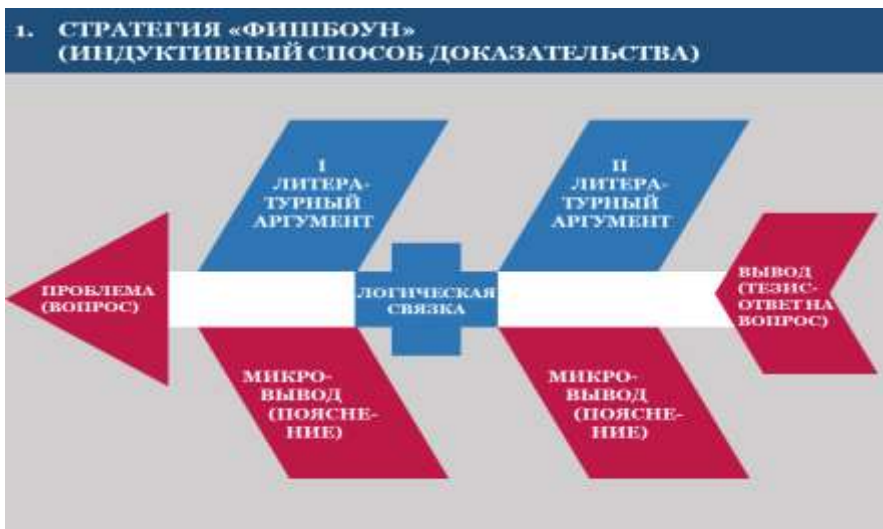 1. СТРАТЕГИЯ «ФИШБОУН»
(ИНДУКТИВНЫЙ СПОСОБ ДОКАЗАТЕЛЬСТВА)
I
ЛИТЕРА-
ТУРНЫЙ
АРГУМЕНТ
II
ЛИТЕРА-
ТУРНЫЙ
АРГУМЕНТ
ПРОБЛЕМА
(ВОПРОС)
ЛОГИЧЕСКАЯ
СВЯЗКА
ВЫВОД
(ТЕЗИС-
ОТВЕТ НА
ВОПРОС)
МИКРО-
ВЫВОД
(ПОЯСНЕ-
НИЕ)
МИКРО-
ВЫВОД
(ПОЯСНЕ-
НИЕ)